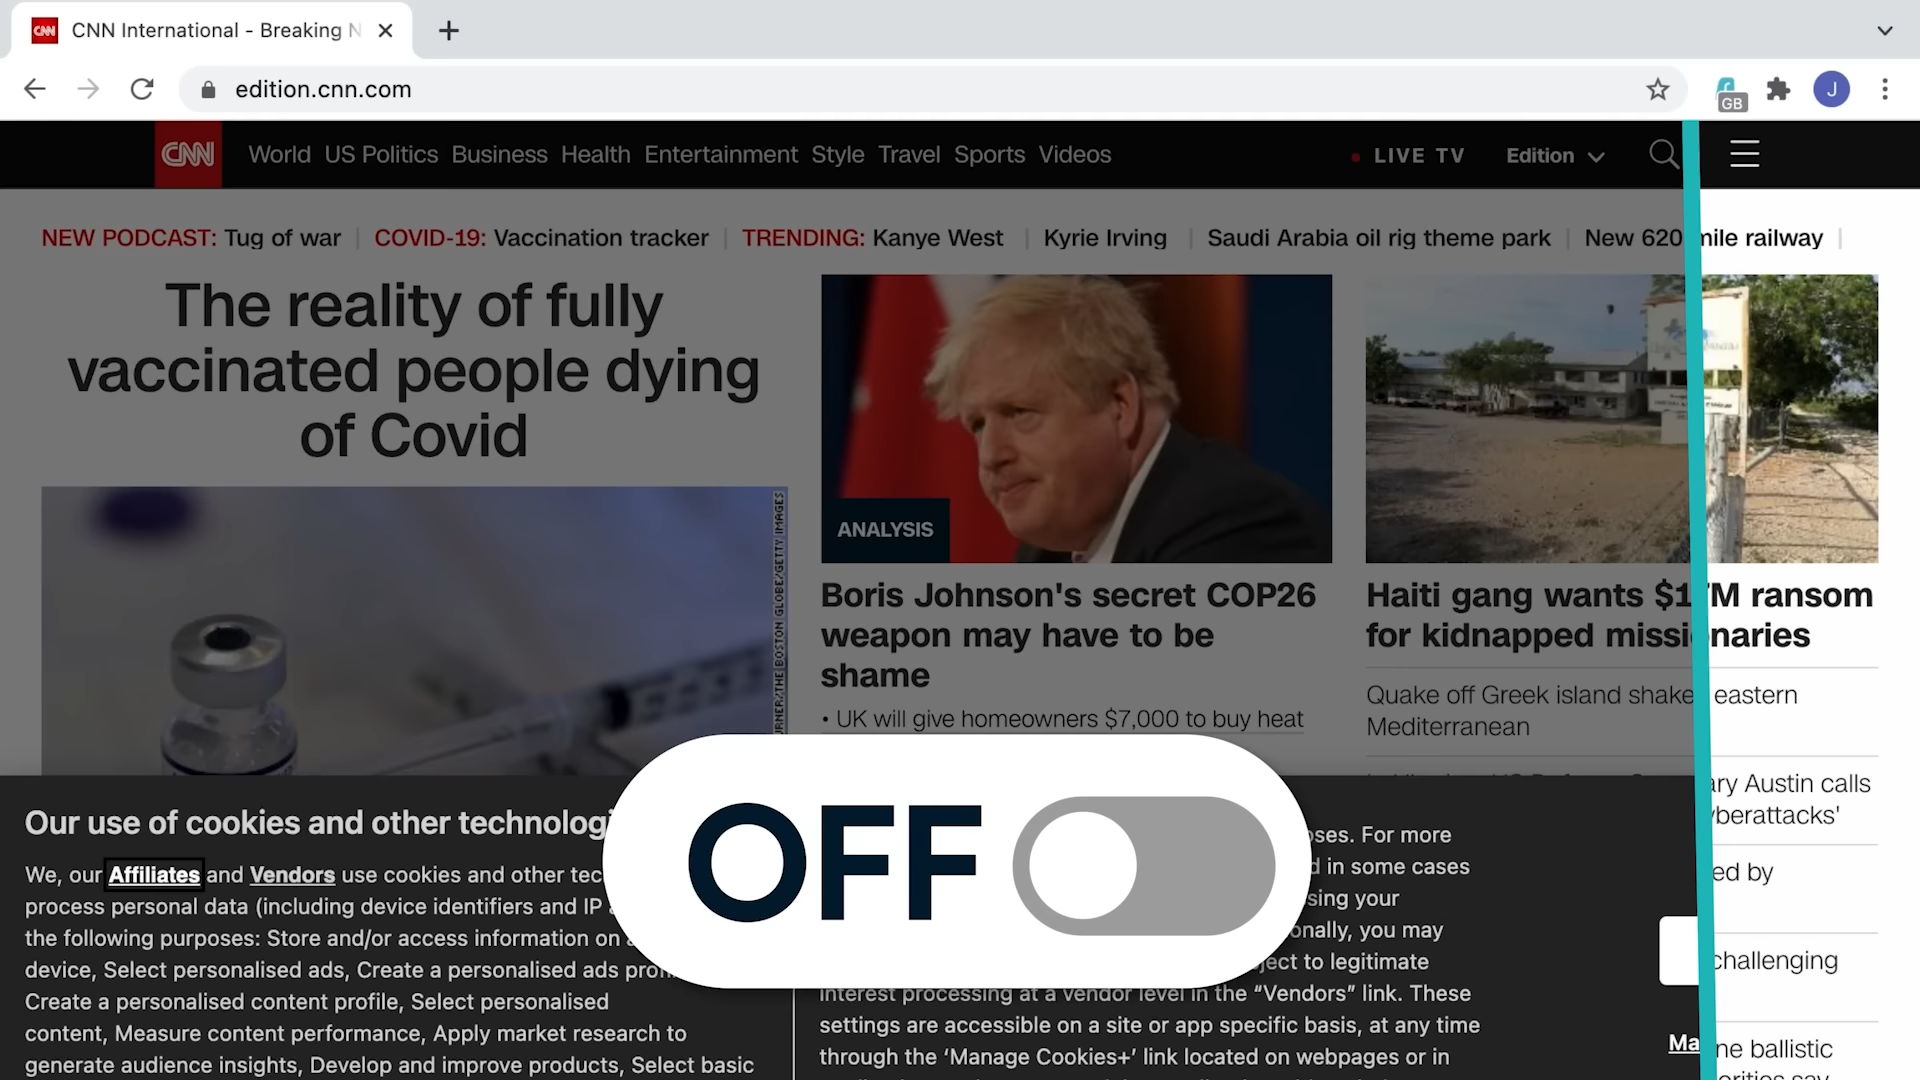 CNN International - Breaking N
edition.cnn.com
GB
J
CNN World US Politics Business Health Entertainment Style Travel Sports Videos LIVE TV Edition
NEW PODCAST: Tug of war COVID-19: Vaccination tracker TRENDING: Kanye West Kyrie Irving Saudi Arabia oil rig theme park New 620 mile railway
The reality of fully
vaccinated people dying
of Covid
GLOBE/GETTY IMAGES
ANALYSIS
Boris Johnson's secret COP26
weapon may have to be
shame
• UK will give homeowners $7,000 to buy heat
Haiti gang wants $17M ransom
for kidnapped missionaries
Quake off Greek island shakes eastern
Mediterranean
ary Austin calls
yberattacks'
ed by
challenging
ne ballistic
Our use of cookies and other technologi
We, our Affiliates and Vendors use cookies and other tec
process personal data (including device identifiers and IP
the following purposes: Store and/or access information on
device, Select personalised ads, Create a personalised ads
Create a personalised content profile, Select personalised
content, Measure content performance, Apply market research to
generate audience insights, Develop and improve products, Select basic
OFF
oses. For more
d in some cases
sing your
onally, you may
ject to legitimate
interest processing at a vendor level in the “Vendors” link. These
settings are accessible on a site or app specific basis, at any time
through the ‘Manage Cookies+’ link located on webpages or in
Ma